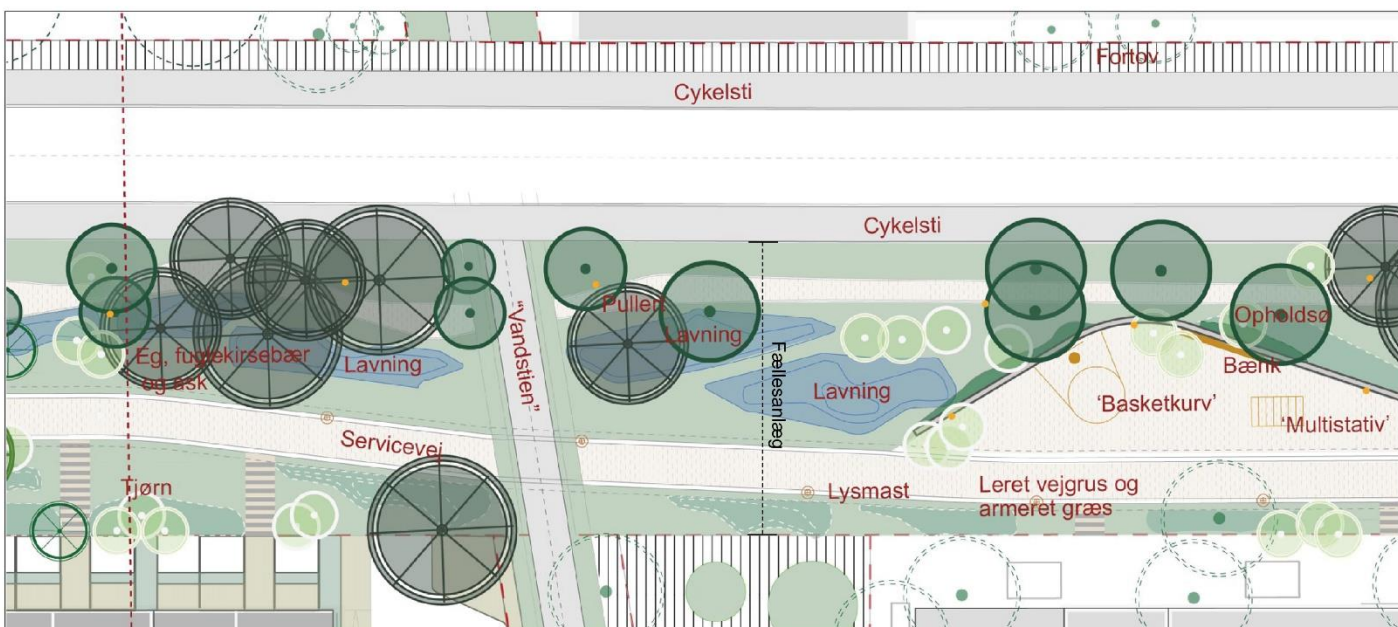 Fortov
Cykelsti
Cykelsti
Pullert
Lavning
Opholdsø
Eg, fuglekirsebær
og ask
Lavning
"Vandstien"
Fællesanlæg
Lavning
Bænk
'Basketkurv'
'Multistativ'
Servicevej
Tjørn
Lysmast
Leret vejgrus og
armeret græs